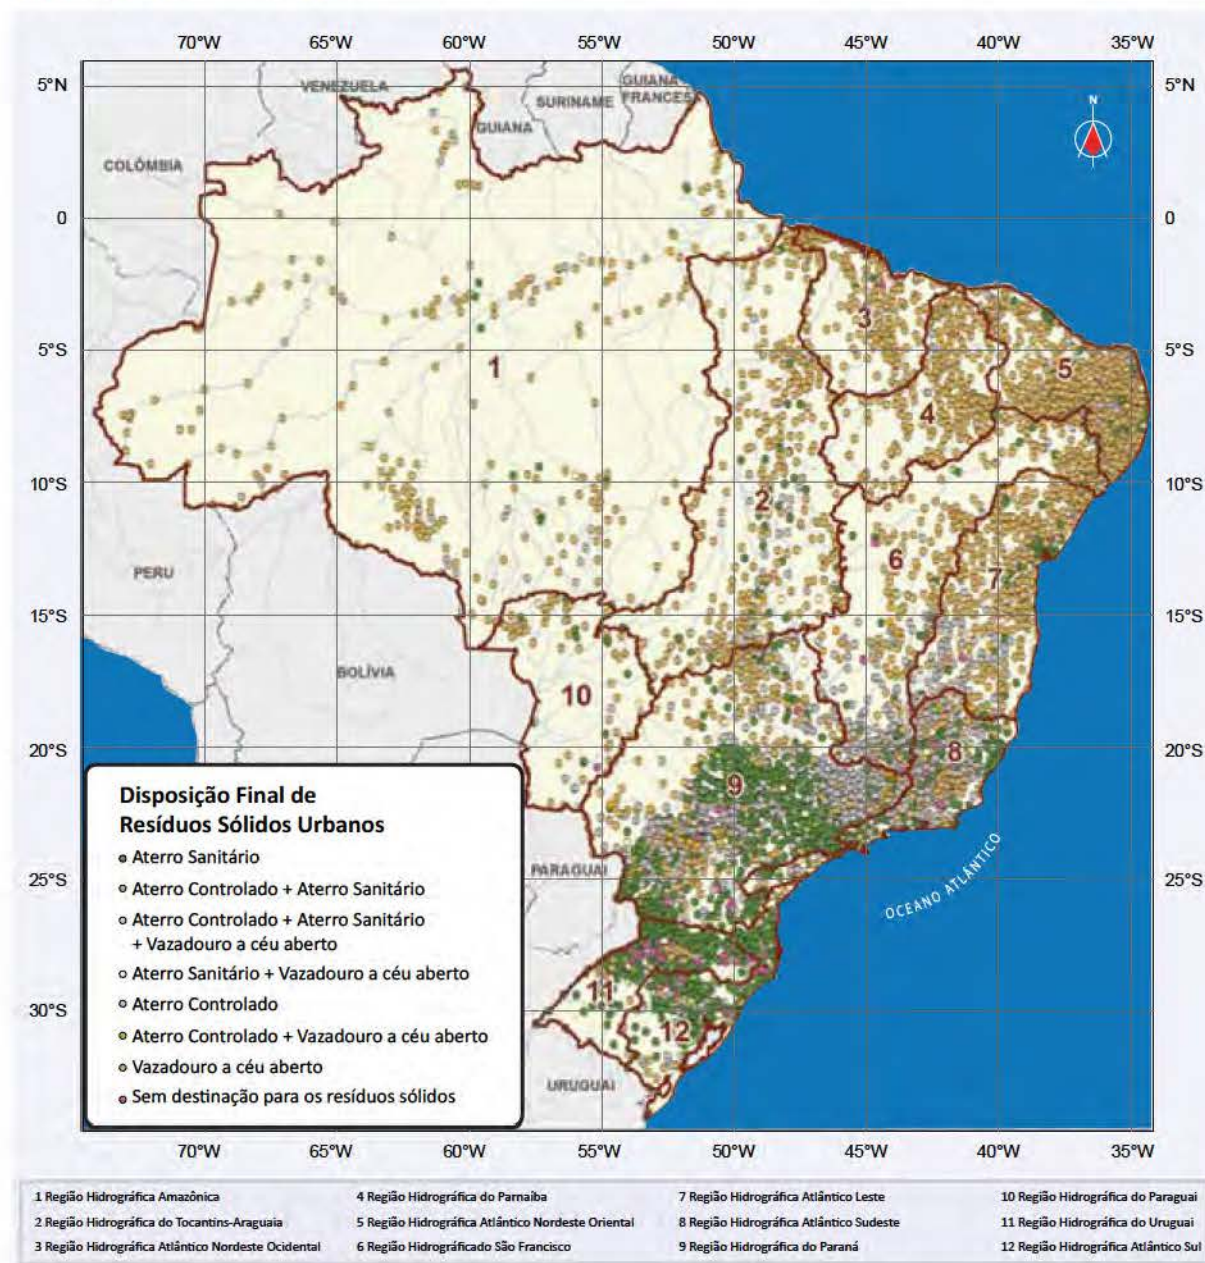 70°W 65°W 60°W 55°W 50°W 45°W 40°W 35°W
5°N 5°N
VENEZUELA
GUIANA
FRANCES
SURINAME
GUIANA
N
COLÔMBIA
0 0
3
5°S 5°S
1
5
4
10°S 10°S
2
6
PERU
7
15°S 15°S
BOLÍVIA
10
20°S 20°S
8
9
Disposição Final de
Resíduos Sólidos Urbanos
Aterro Sanitário
Aterro Controlado + Aterro Sanitário
Aterro Controlado + Aterro Sanitário
+ Vazadouro a céu aberto
Aterro Sanitário + Vazadouro a céu aberto
Aterro Controlado
Aterro Controlado + Vazadouro a céu aberto
Vazadouro a céu aberto
Sem destinação para os resíduos sólidos
PARAGUAI
OCEANO ATLÂNTICO
25°S 25°S
11
30°S 30°S
12
URUGUAI
70°W 65°W 60°W 55°W 50°W 45°W 40°W 35°W
1 Região Hidrográfica Amazônica
2 Região Hidrográfica do Tocantins-Araguaia
3 Região Hidrográfica Atlântico Nordeste Ocidental
4 Região Hidrográfica do Parnaíba
5 Região Hidrográfica Atlântico Nordeste Oriental
6 Região Hidrográficado São Francisco
7 Região Hidrográfica Atlântico Leste
8 Região Hidrográfica Atlântico Sudeste
9 Região Hidrográfica do Paraná
10 Região Hidrográfica do Paraguai
11 Região Hidrográfica do Uruguai
12 Região Hidrográfica Atlântico Sul